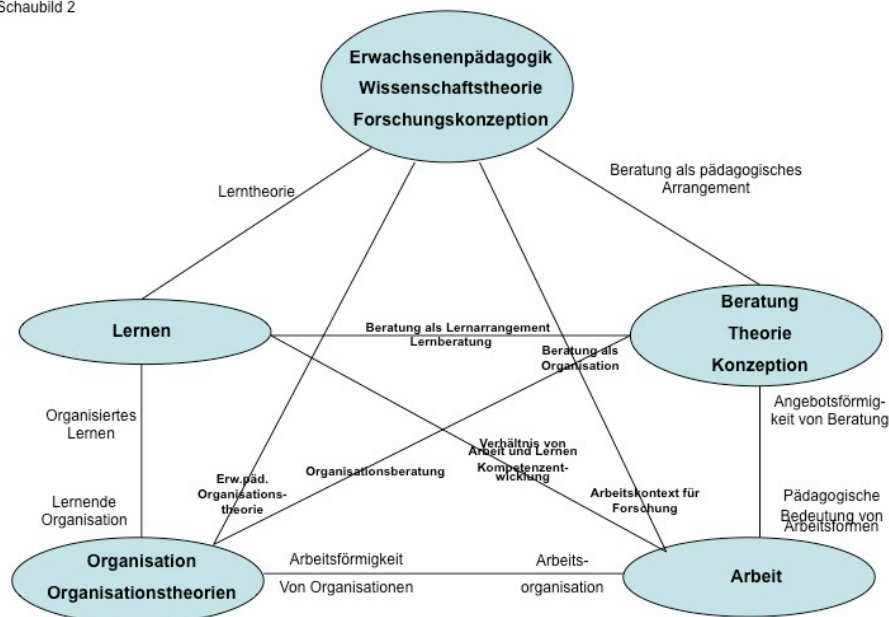 Schaubild 2
Erwachsenenpädagogik
Wissenschaftstheorie
Forschungskonzeption
Lerntheorie
Beratung als pädagogisches
Arrangement
Lernen
Beratung als Lernarrangement
Lernberatung
Beratung als
Organisation
Beratung
Theorie
Konzeption
Organisiertes
Lernen
Angebotsförmig-
keit von Beratung
Verhältnis von
Arbeit und Lernen
Kompetenzent-
wicklung
Organisationsberatung
Erw.päd.
Organisations-
theorie
Arbeitskontext für
Forschung
Lernende
Organisation
Pädagogische
Bedeutung von
Arbeitsformen
Organisation
Organisationstheorien
Arbeitsförmigkeit
Von Organisationen
Arbeits-
organisation
Arbeit